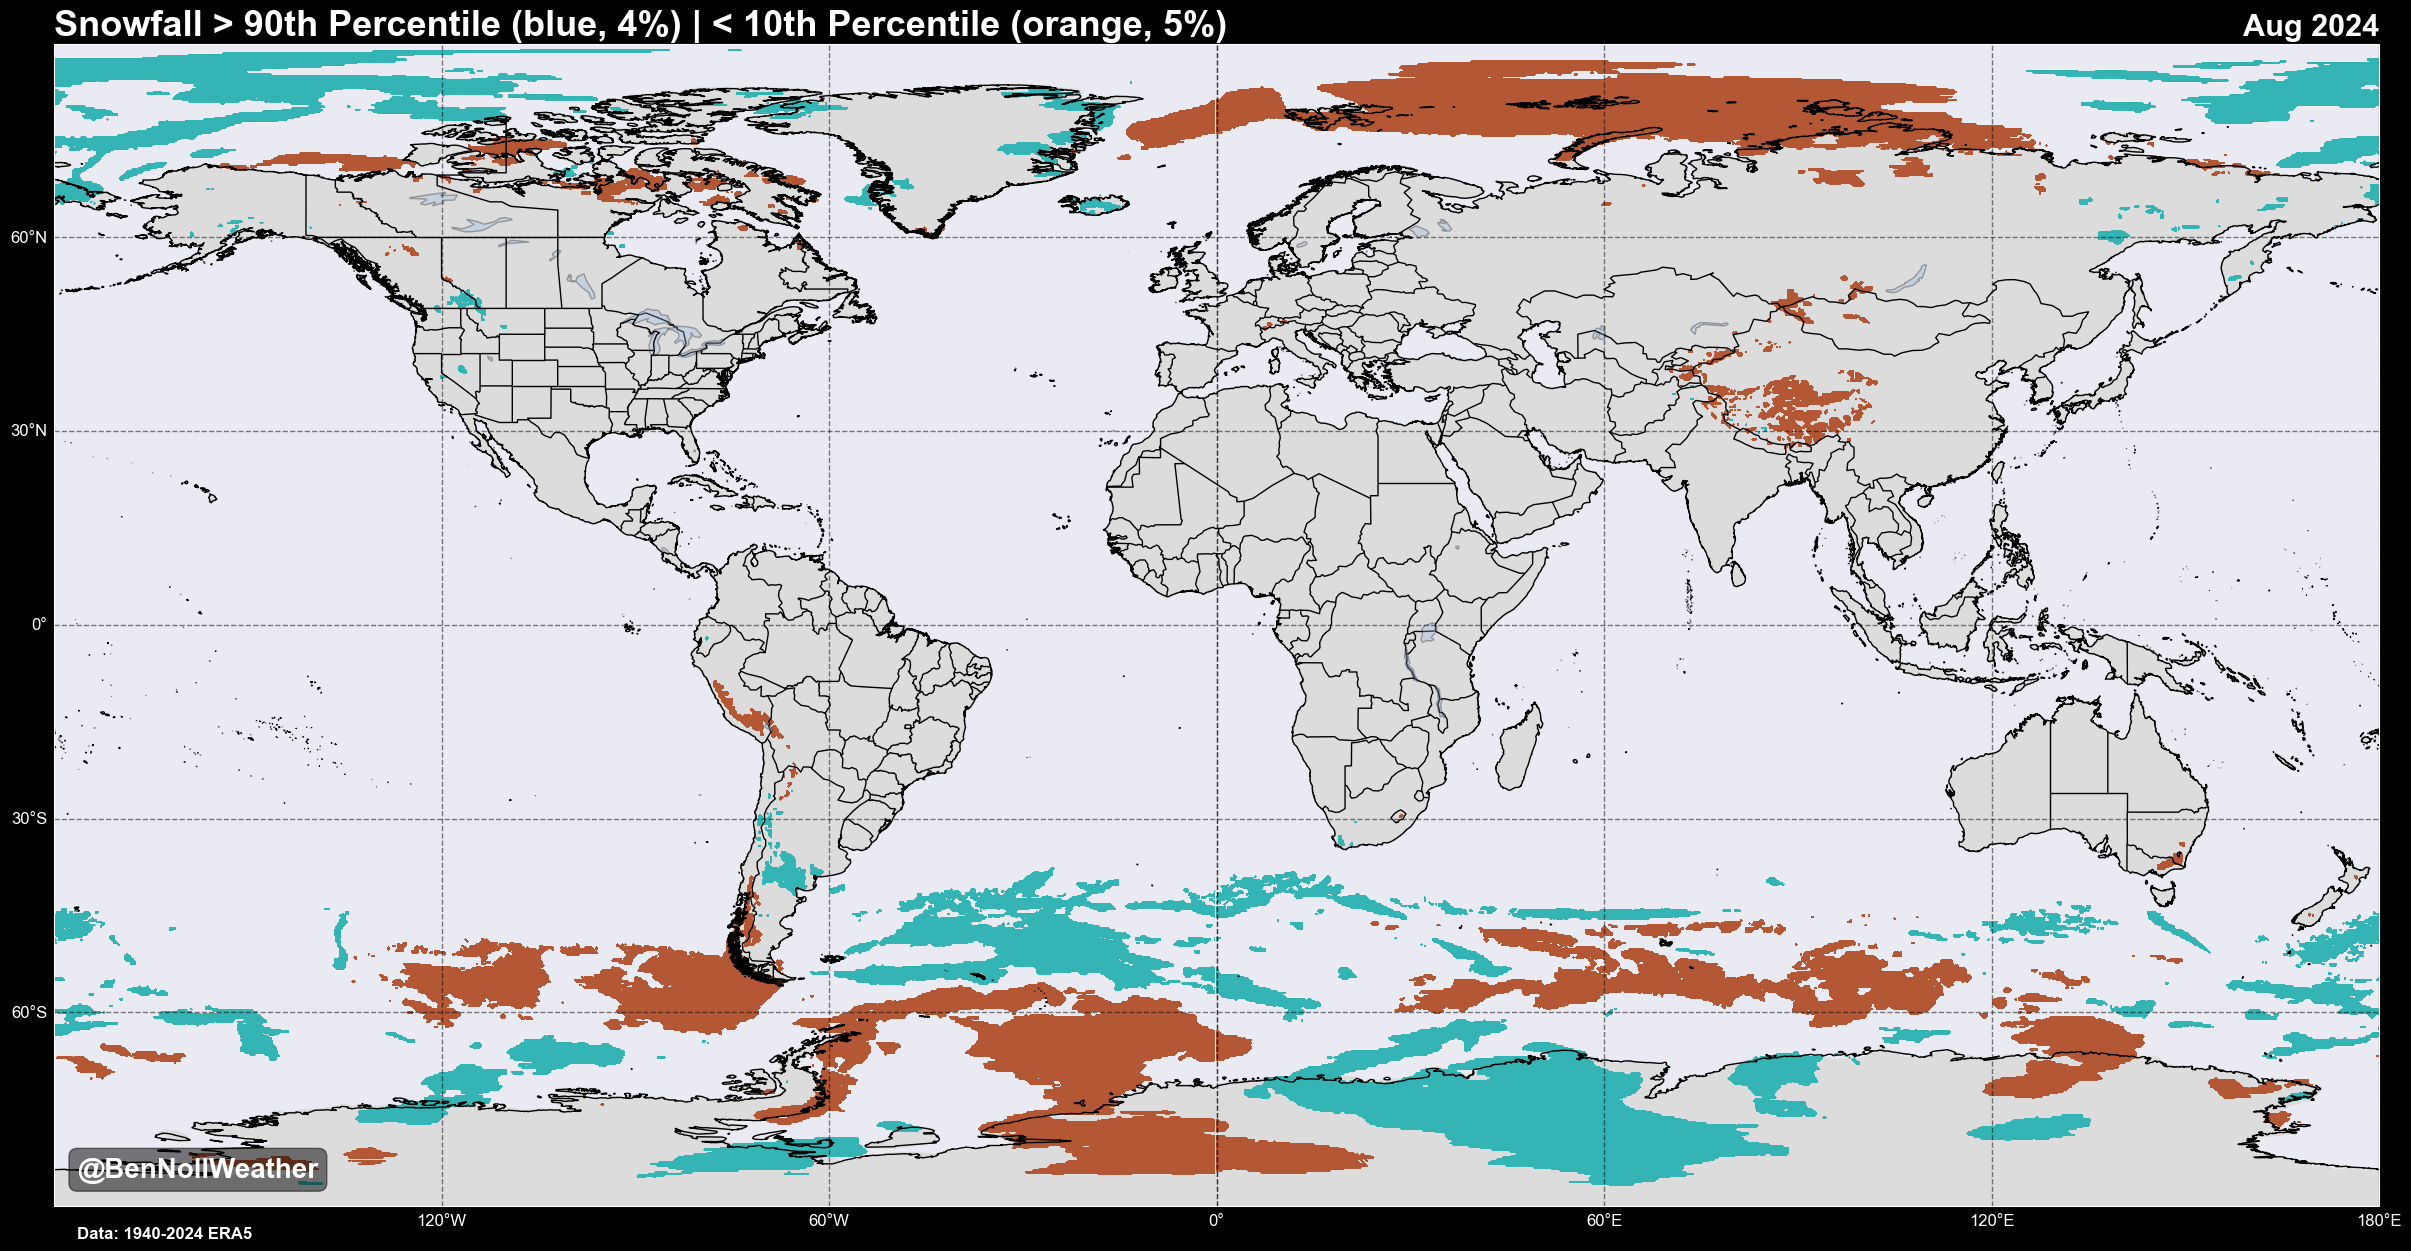 Snowfall > 90th Percentile (blue, 4%) | < 10th Percentile (orange, 5%)
Aug 2024
60°N
30°N
0°
30°S
60°S
@BenNollWeather
120°W
60°W
0°
60°E
120°E
180°E
Data: 1940-2024 ERA5